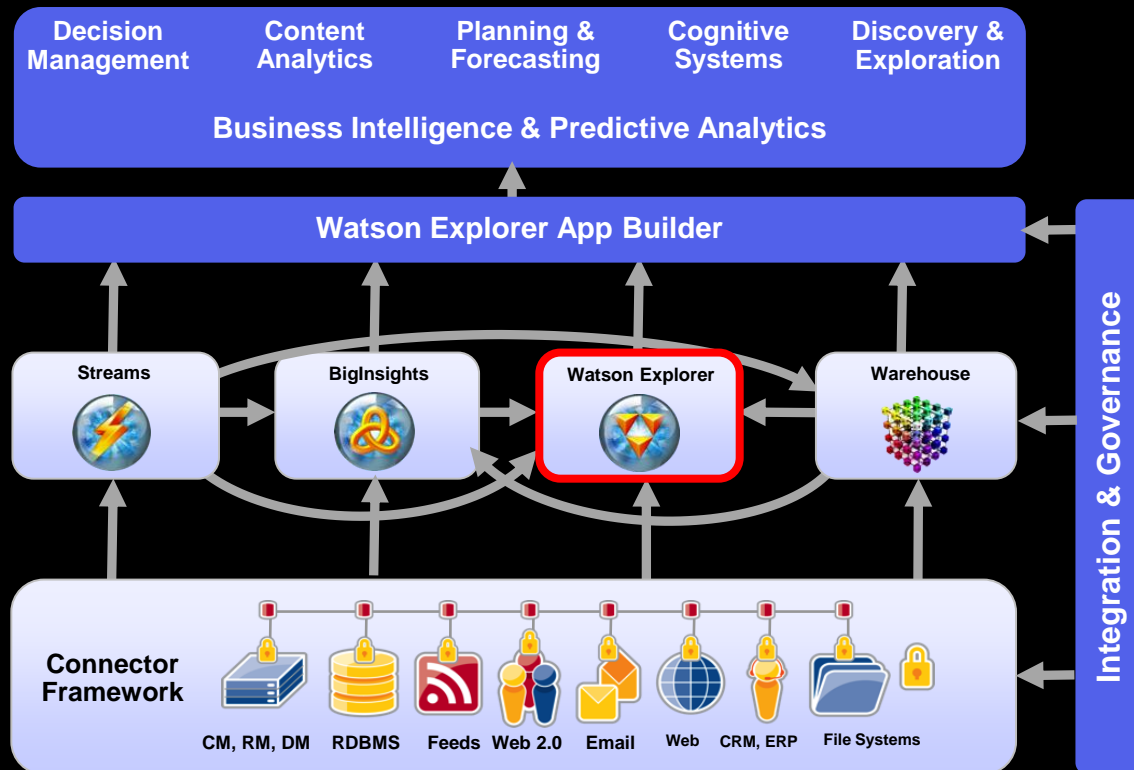 Decision
Management
Content
Analytics
Planning &
Forecasting
Cognitive
Systems
Discovery &
Exploration
Business Intelligence & Predictive Analytics
Watson Explorer App Builder
Streams
BigInsights
Watson Explorer
Warehouse
Integration & Governance
Connector
Framework
CM, RM, DM
RDBMS
Feeds
Web 2.0
Email
Web
CRM, ERP
File Systems